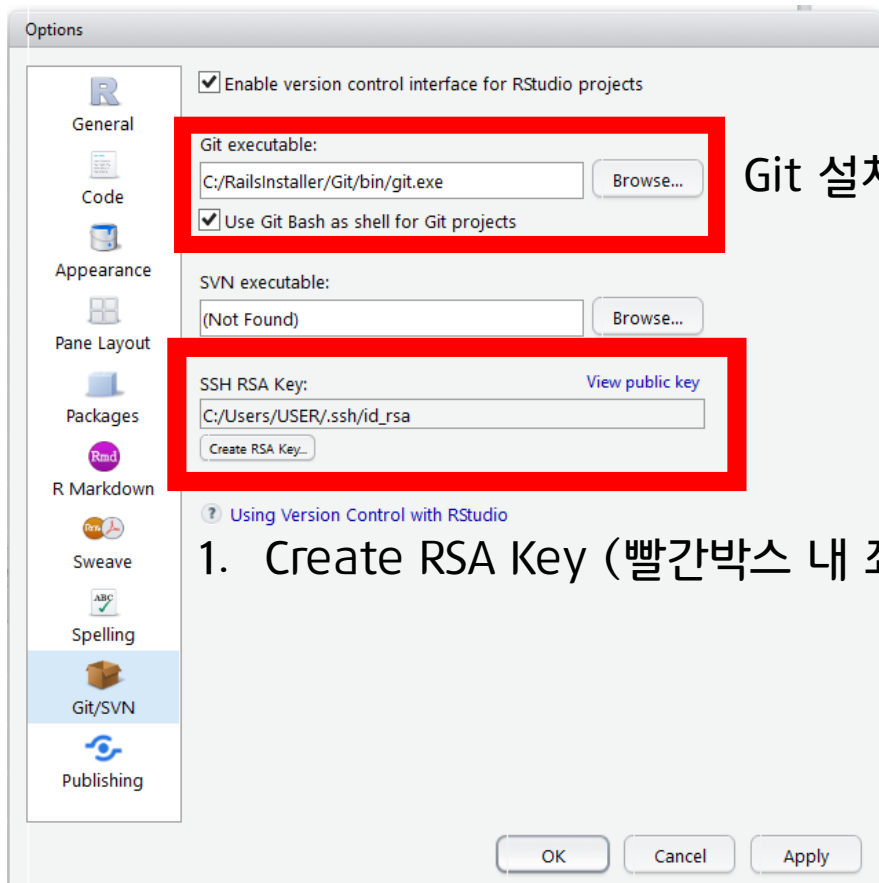 Options
General
Code
Appearance
Pane Layout
Packages
Rmd
R Markdown
Sweave
ABC
Spelling
Git/SVN
Publishing
Enable version control interface for RStudio projects
Git executable:
C:/RailsInstaller/Git/bin/git.exe
Browse...
Git
Use Git Bash as shell for Git projects
SVN executable:
(Not Found)
Browse...
SSH RSA Key:
View public key
C:/Users/USER/.ssh/id_rsa
Create RSA Key...
? Using Version Control with RStudio
1. Create RSA Key (빨간박스 내
OK
Cancel
Apply